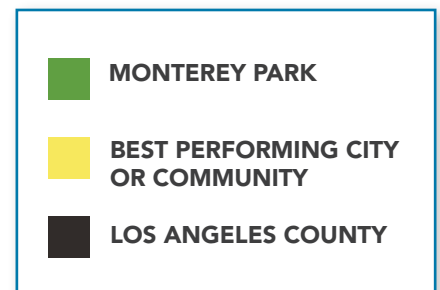 MONTEREY PARK
BEST PERFORMING CITY
OR COMMUNITY
LOS ANGELES COUNTY